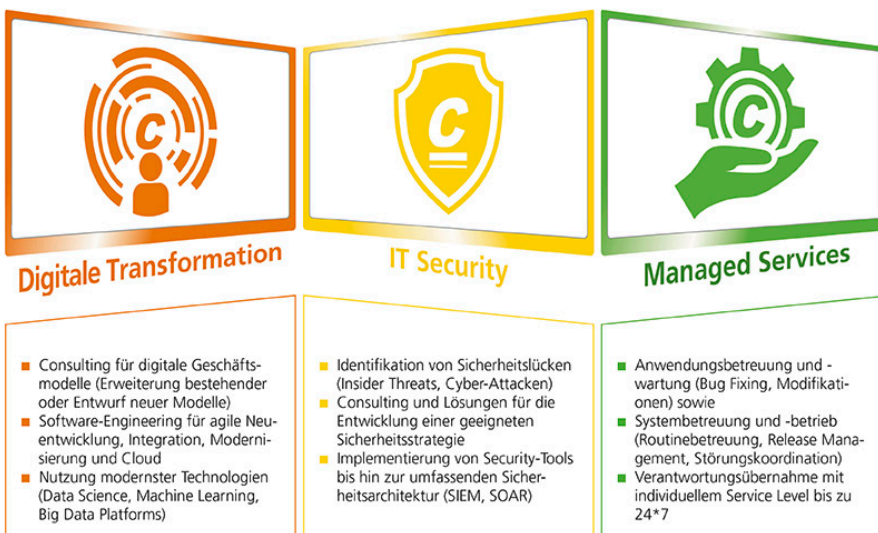 C
C
C
Digitale Transformation
IT Security
Managed Services
Consulting für digitale Geschäfts-
modelle (Erweiterung bestehender
oder Entwurf neuer Modelle)
Software-Engineering für agile Neu-
entwicklung, Integration, Moderni-
sierung und Cloud
Nutzung modernster Technologien
(Data Science, Machine Learning,
Big Data Platforms)
Identifikation von Sicherheitslücken
(Insider Threats, Cyber-Attacken)
Consulting und Lösungen für die
Entwicklung einer geeigneten
Sicherheitsstrategie
Implementierung von Security-Tools
bis hin zur umfassenden Sicher-
heitsarchitektur (SIEM, SOAR)
Anwendungsbetreuung und -
wartung (Bug Fixing, Modifikati-
onen) sowie
Systembetreuung und -betrieb
(Routinebetreuung, Release Mana-
gement, Störungskoordination)
Verantwortungsübernahme mit
individuellem Service Level bis zu
24*7